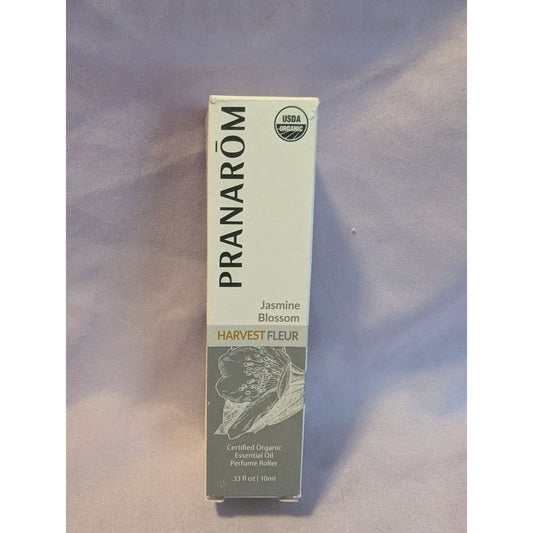 PRANARŌM
USDA
ORGANIC
Jasmine
Blossom
HARVEST FLEUR
Certified Organic
Essential Oil
Perfume Roller
.33 fl oz | 10ml